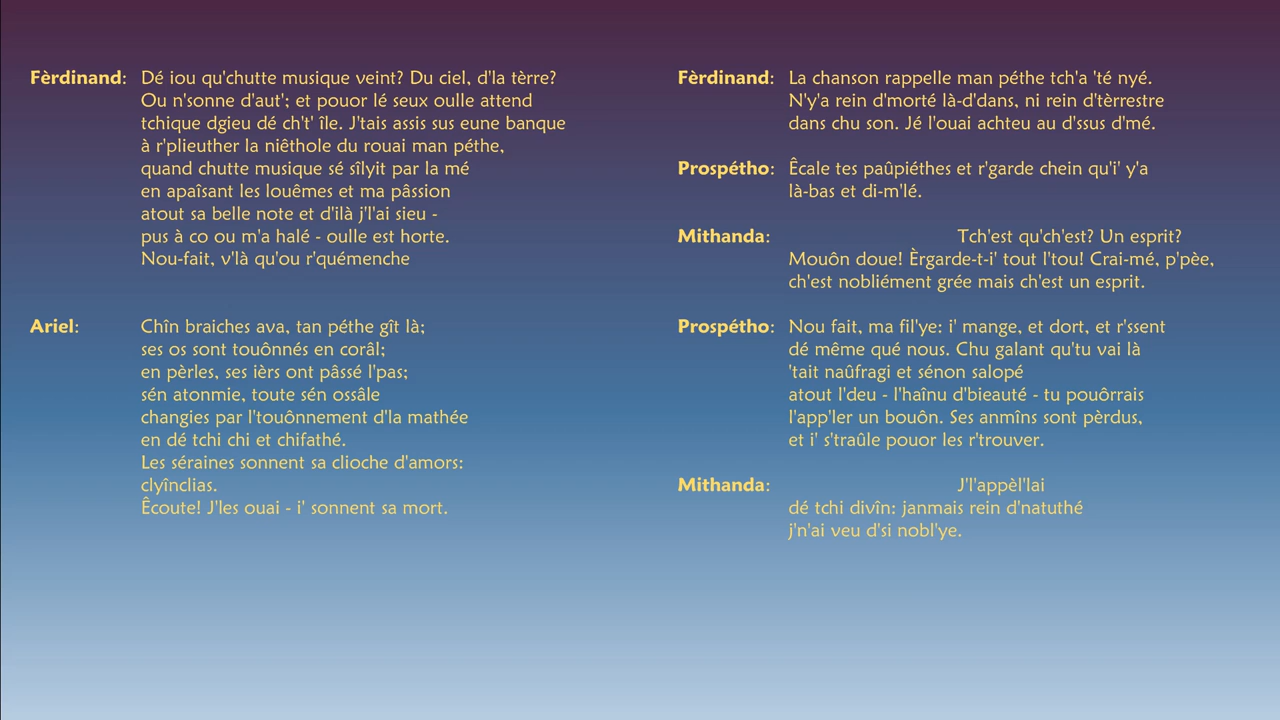 Fèrdinand: Dé iou qu'chutte musique veint? Du ciel, d'la tèrre?
Ou n'sonne d'aut'; et pouor lé seux oulle attend
tchique dgieu dé ch't' île. J'tais assis sus eune banque
à r'plieuther la niêthole du rouai man péthe,
quand chutte musique sé sîlyit par la mé
en apaîsant les louêmes et ma pâssion
atout sa belle note et d'ilà j'l'ai sieu -
pus à co ou m'a halé - oulle est horte.
Nou-fait, v'là qu'ou r'quémenche
Ariel: Chîn braiches ava, tan péthe gît là;
ses os sont touônnés en corâl;
en pèrles, ses ièrs ont pâssé l'pas;
sén atonmie, toute sén ossâle
changies par l'touônnement d'la mathée
en dé tchi chi et chifathé.
Les séraines sonnent sa clioche d'amors:
clyînclias.
Êcoute! J'les ouai - i' sonnent sa mort.
Fèrdinand: La chanson rappelle man péthe tch'a 'té nyé.
N'y'a rein d'morté là-d'dans, ni rein d'tèrrestre
dans chu son. Jé l'ouai achteu au d'ssus d'mé.
Prospétho: Êcale tes paûpiéthes et r'garde chein qu'i' y'a
là-bas et di-m'lé.
Mithanda: Tch'est qu'ch'est? Un esprit?
Mouôn doue! Èrgarde-t-i' tout l'tou! Crai-mé, p'pèe,
ch'est nobliément grée mais ch'est un esprit.
Prospétho: Nou fait, ma fil'ye: i' mange, et dort, et r'ssent
dé même qué nous. Chu galant qu'tu vai là
'tait naûfragi et sénon salopé
atout l'deu - l'haînu d'bieauté - tu pouôrrais
l'app'ler un bouôn. Ses anmîns sont pèrdus,
et i' s'traûle pouor les r'trouver.
Mithanda: J'l'appèl'lai
dé tchi divîn: janmais rein d'natuthé
j'n'ai veu d'si nobl'ye.